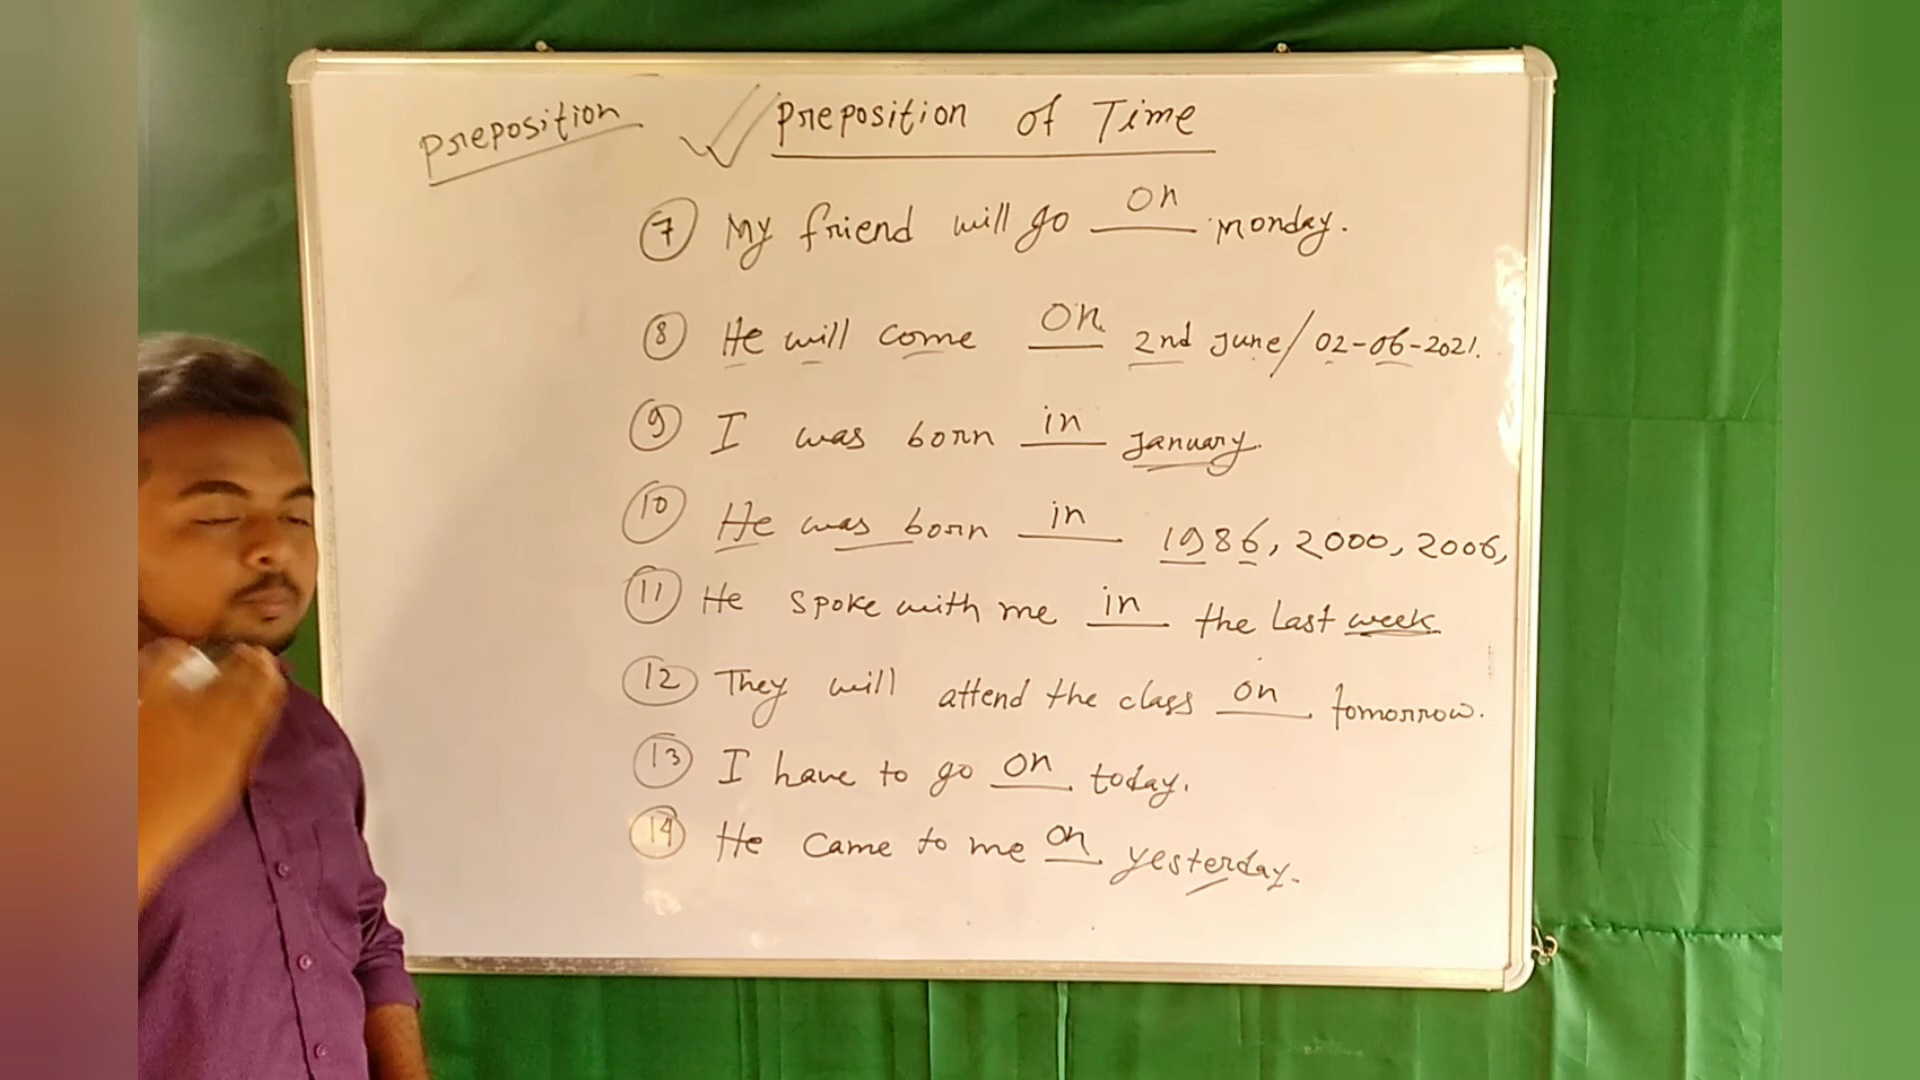 Preposition
Preposition of Time
7 My friend will go on monday.
8 He will come on 2nd June/02-06-2021.
9 I was born in January.
10 He was born in 1986, 2000, 2006,
11 He spoke with me in the last week
12 They will attend the class on tomorrow.
13 I have to go on today.
14 He came to me on yesterday.